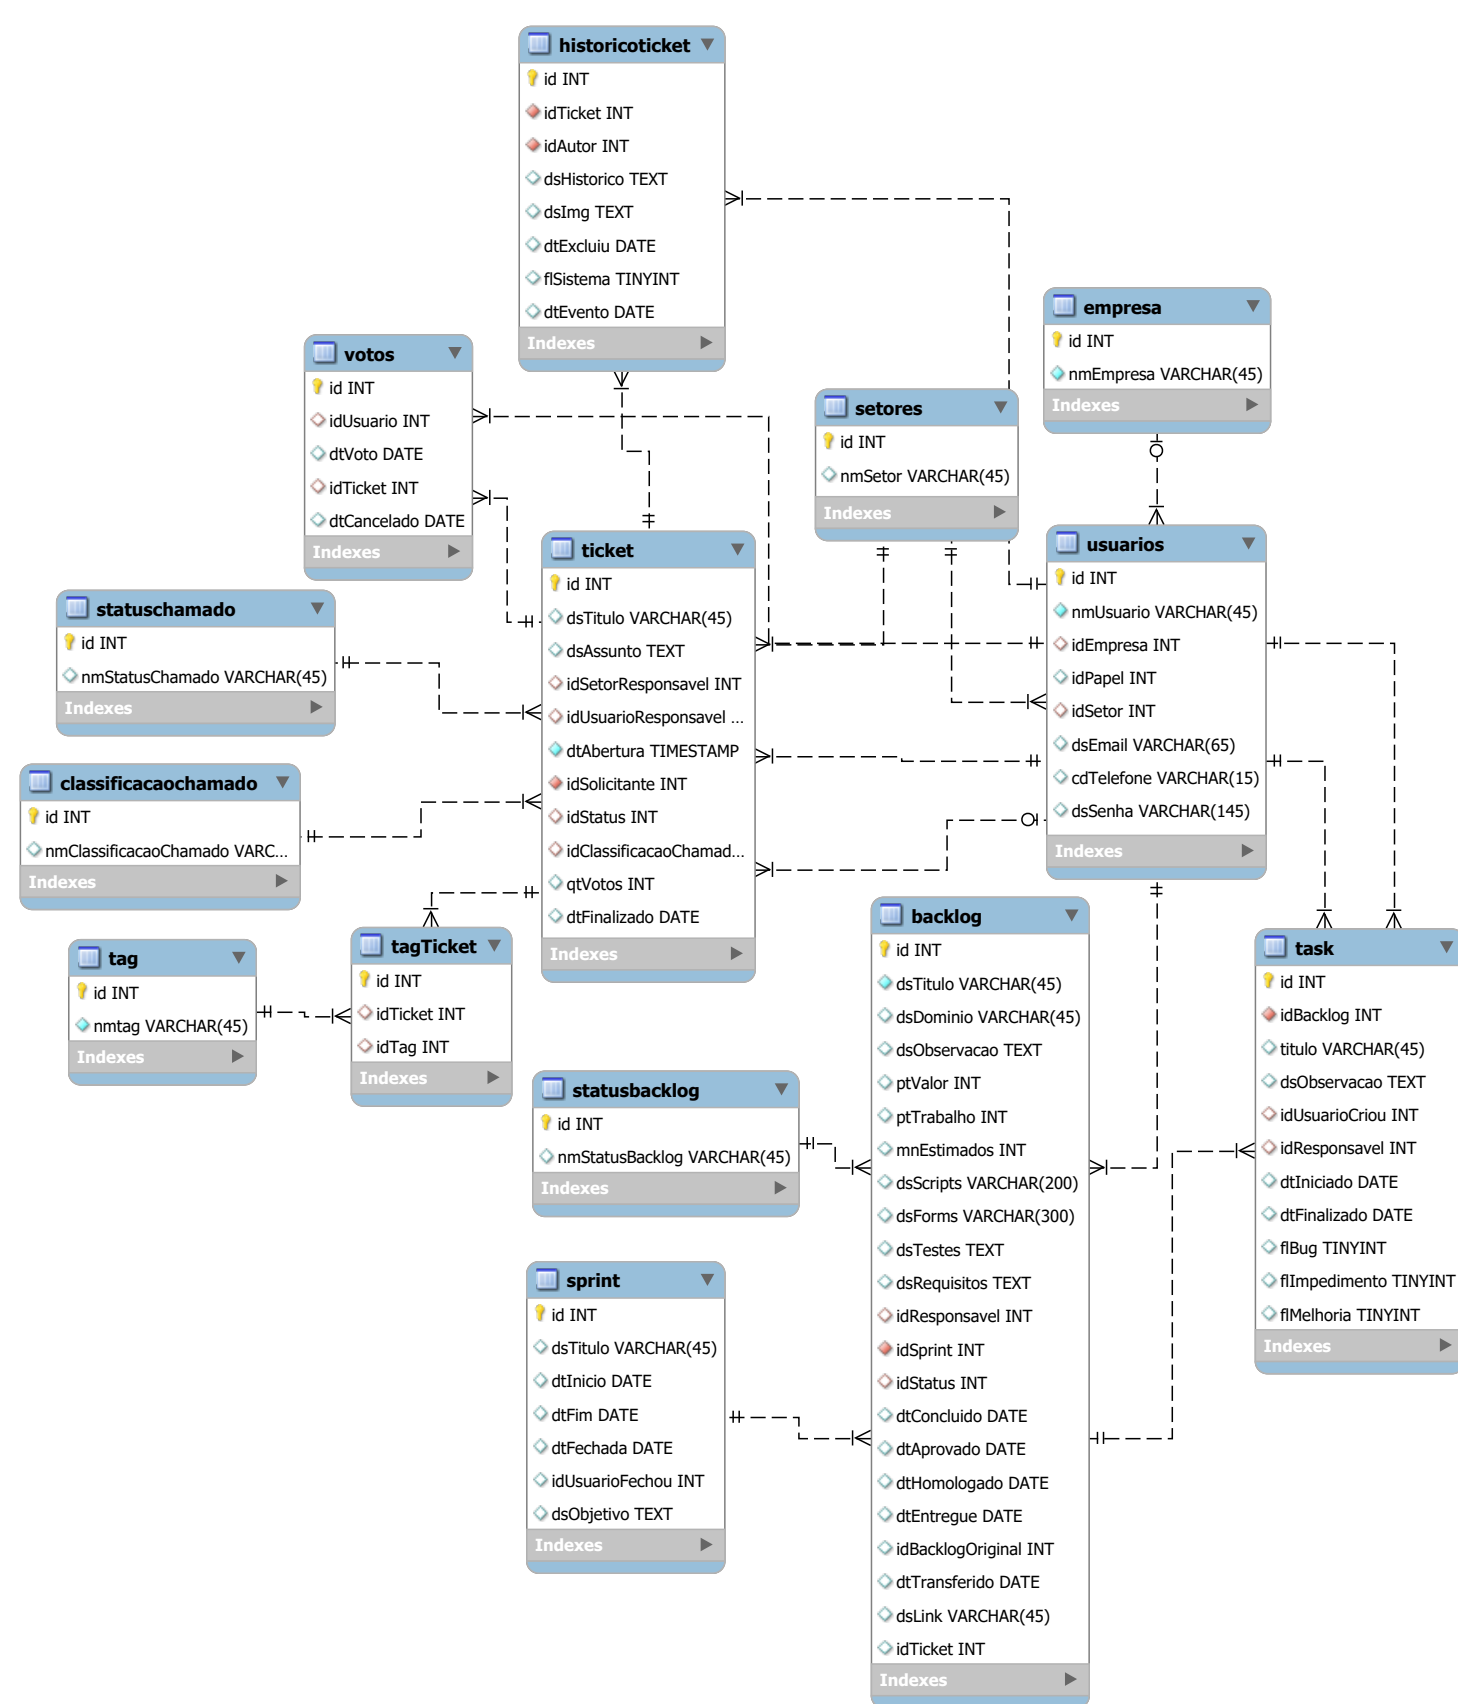 historicoticket
id INT
idTicket INT
idAutor INT
dsHistorico TEXT
dsImg TEXT
dtExcluiu DATE
flSistema TINYINT
dtEvento DATE
Indexes
empresa
id INT
nmEmpresa VARCHAR(45)
Indexes
votos
id INT
idUsuario INT
dtVoto DATE
idTicket INT
dtCancelado DATE
Indexes
setores
id INT
nmSetor VARCHAR(45)
Indexes
ticket
id INT
dsTitulo VARCHAR(45)
dsAssunto TEXT
idSetorResponsavel INT
idUsuarioResponsavel ...
dtAbertura TIMESTAMP
idSolicitante INT
idStatus INT
idClassificacaoChamad...
qtVotos INT
dtFinalizado DATE
Indexes
usuarios
id INT
nmUsuario VARCHAR(45)
idEmpresa INT
idPapel INT
idSetor INT
dsEmail VARCHAR(65)
cdTelefone VARCHAR(15)
dsSenha VARCHAR(145)
Indexes
statuschamado
id INT
nmStatusChamado VARCHAR(45)
Indexes
classificacaochamado
id INT
nmClassificacaoChamado VARC...
Indexes
tag
id INT
nmtag VARCHAR(45)
Indexes
tagTicket
id INT
idTicket INT
idTag INT
Indexes
backlog
id INT
dsTitulo VARCHAR(45)
dsDominio VARCHAR(45)
dsObservacao TEXT
ptValor INT
ptTrabalho INT
mnEstimados INT
dsScripts VARCHAR(200)
dsForms VARCHAR(300)
dsTestes TEXT
dsRequisitos TEXT
idResponsavel INT
idSprint INT
idStatus INT
dtConcluido DATE
dtAprovado DATE
dtHomologado DATE
dtEntregue DATE
idBacklogOriginal INT
dtTransferido DATE
dsLink VARCHAR(45)
idTicket INT
Indexes
task
id INT
idBacklog INT
titulo VARCHAR(45)
dsObservacao TEXT
idUsuarioCriou INT
idResponsavel INT
dtIniciado DATE
dtFinalizado DATE
flBug TINYINT
flImpedimento TINYINT
flMelhoria TINYINT
Indexes
statusbacklog
id INT
nmStatusBacklog VARCHAR(45)
Indexes
sprint
id INT
dsTitulo VARCHAR(45)
dtInicio DATE
dtFim DATE
dtFechada DATE
idUsuarioFechou INT
dsObjetivo TEXT
Indexes